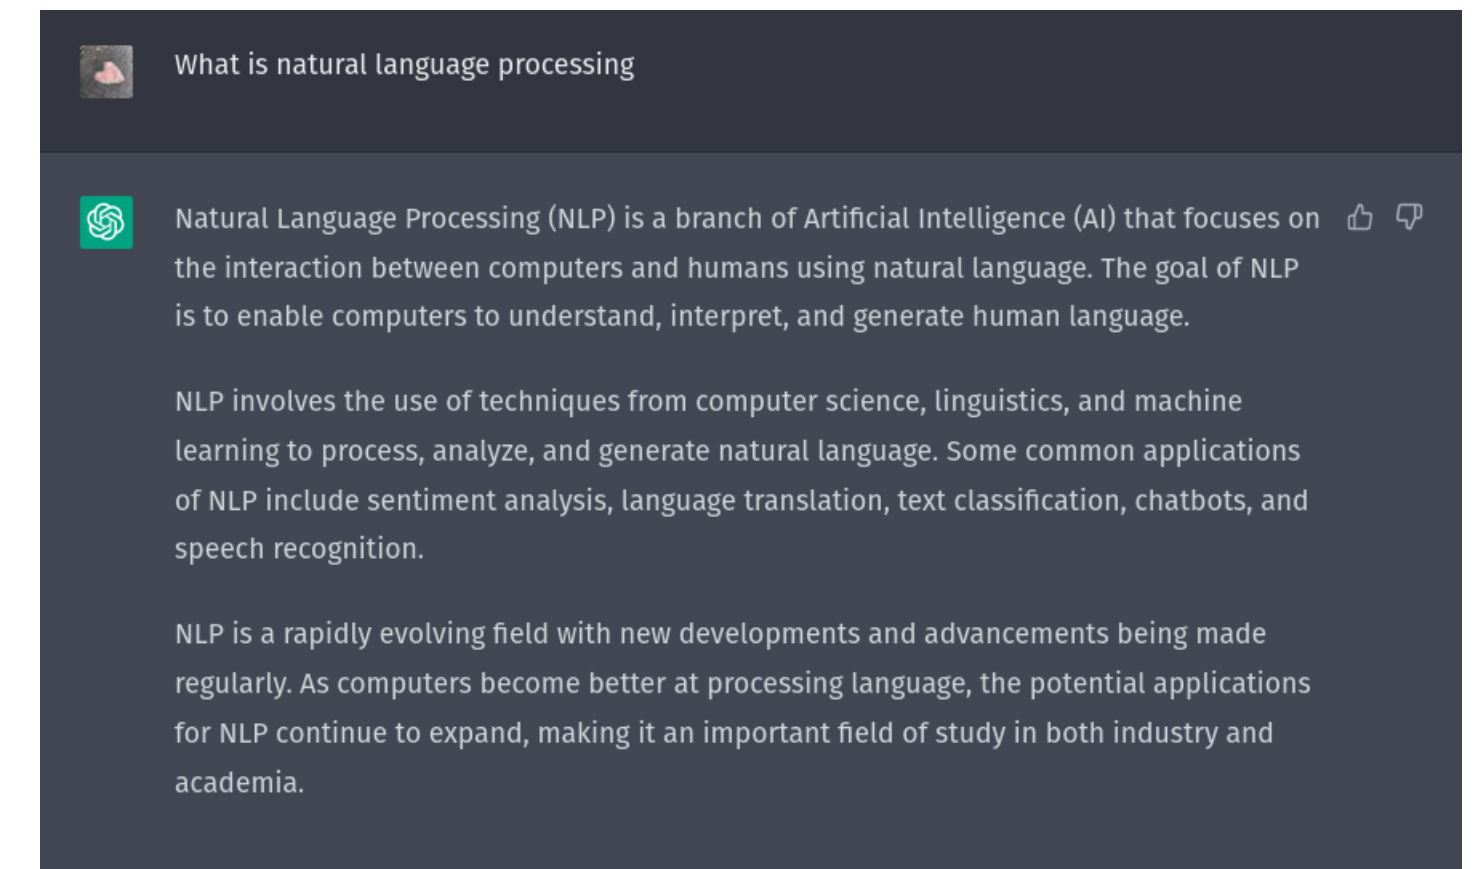 What is natural language processing
Natural Language Processing (NLP) is a branch of Artificial Intelligence (AI) that focuses on
the interaction between computers and humans using natural language. The goal of NLP
is to enable computers to understand, interpret, and generate human language.
NLP involves the use of techniques from computer science, linguistics, and machine
learning to process, analyze, and generate natural language. Some common applications
of NLP include sentiment analysis, language translation, text classification, chatbots, and
speech recognition.
NLP is a rapidly evolving field with new developments and advancements being made
regularly. As computers become better at processing language, the potential applications
for NLP continue to expand, making it an important field of study in both industry and
academia.